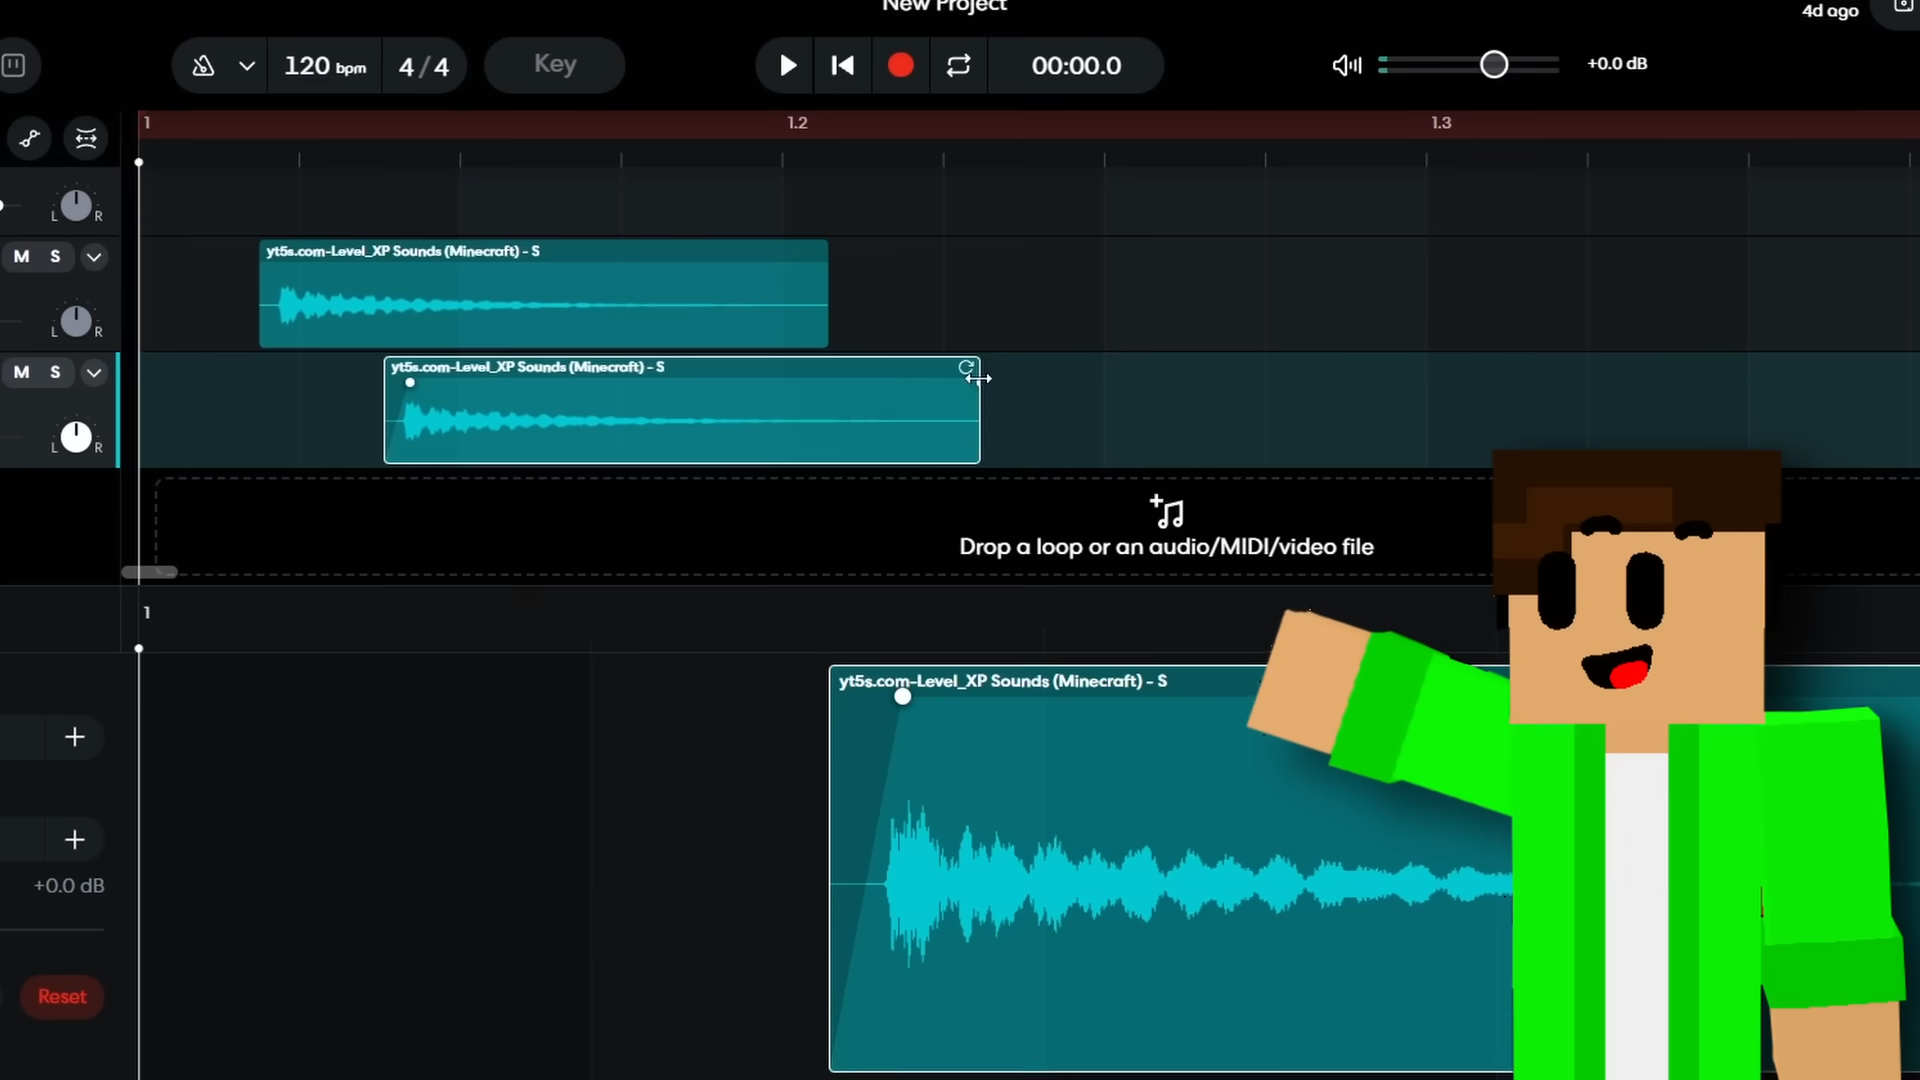 New Project
4d ago
120 bpm
4/4
Key
00:00.0
+0.0 dB
1
1.2
1.3
L R
yt5s.com-Level_XP Sounds (Minecraft) - S
M S
L R
yt5s.com-Level_XP Sounds (Minecraft) - S
M S
L R
Drop a loop or an audio/MIDI/video file
1
yt5s.com-Level_XP Sounds (Minecraft) - S
+0.0 dB
Reset